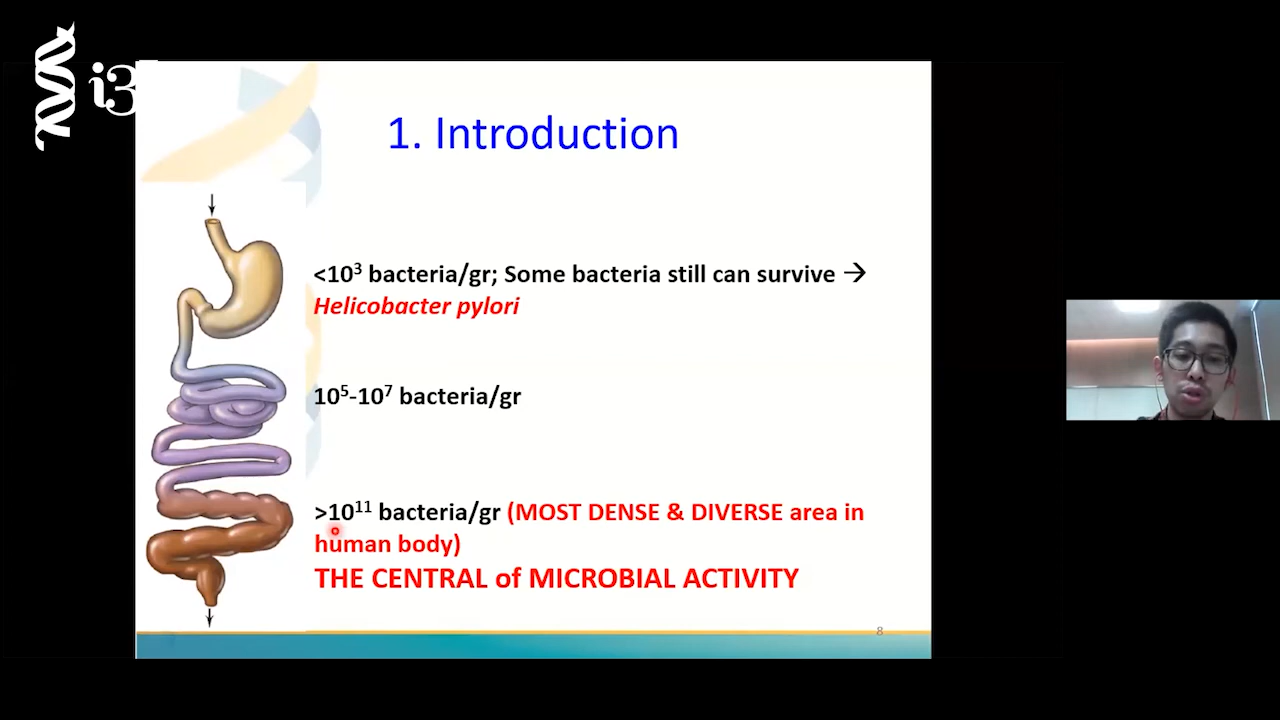 i3
1. Introduction
<10³ bacteria/gr; Some bacteria still can survive →
Helicobacter pylori
10⁵-10⁷ bacteria/gr
>10¹¹ bacteria/gr (MOST DENSE & DIVERSE area in
human body)
THE CENTRAL of MICROBIAL ACTIVITY
8